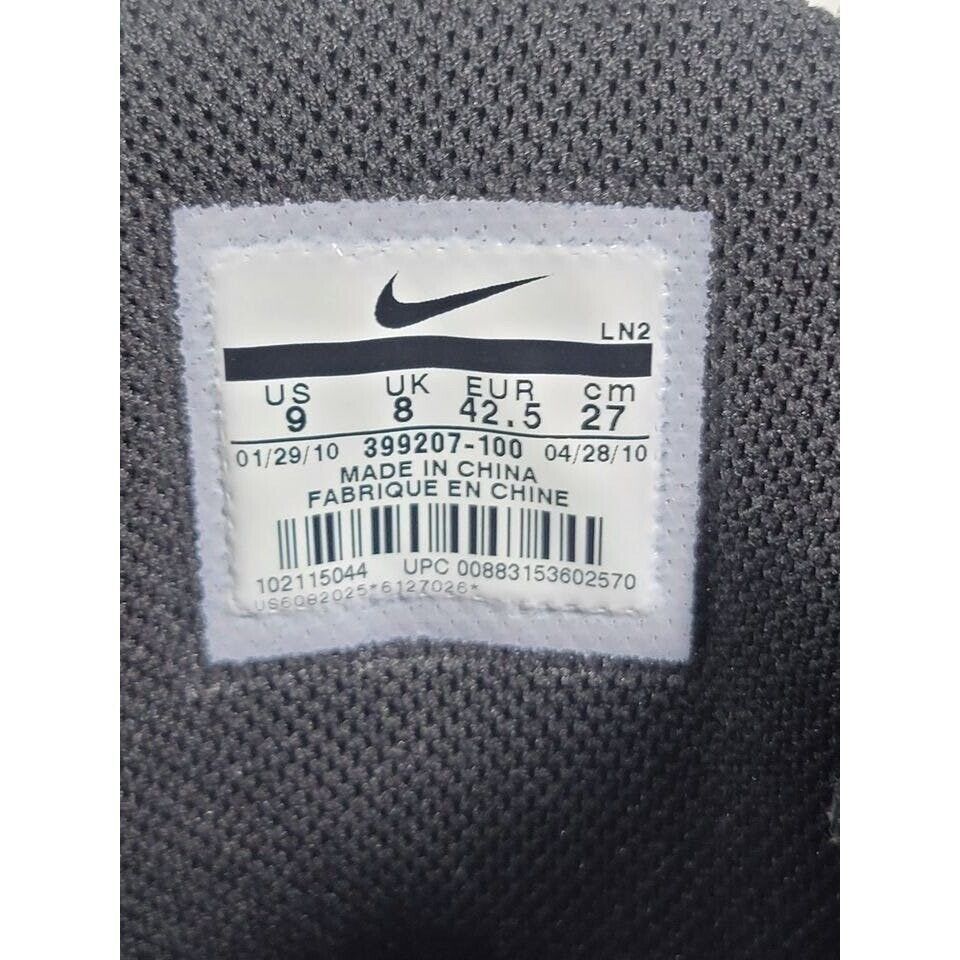 LN2
US UK EUR cm
9 8 42.5 27
01/29/10 399207-100 04/28/10
MADE IN CHINA
FABRIQUE EN CHINE
102115044 UPC 00883153602570
US6082025*6127026*